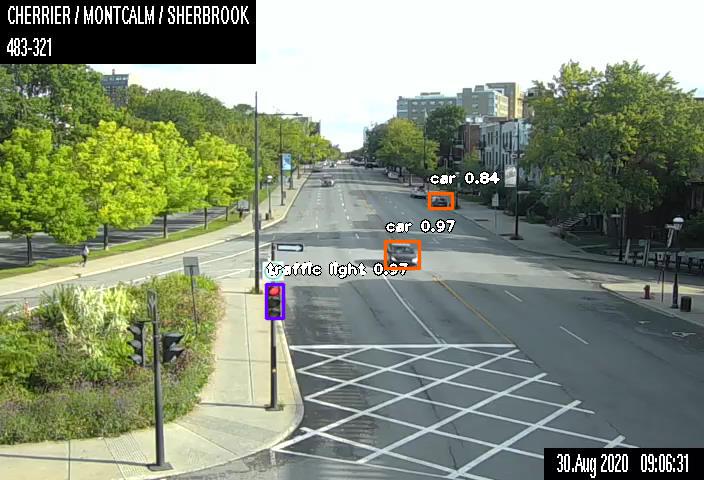 CHERRIER / MONTCALM / SHERBROOK
483-321
car 0.84
car 0.97
traffic light 0.97
30.Aug 2020 09:06:31